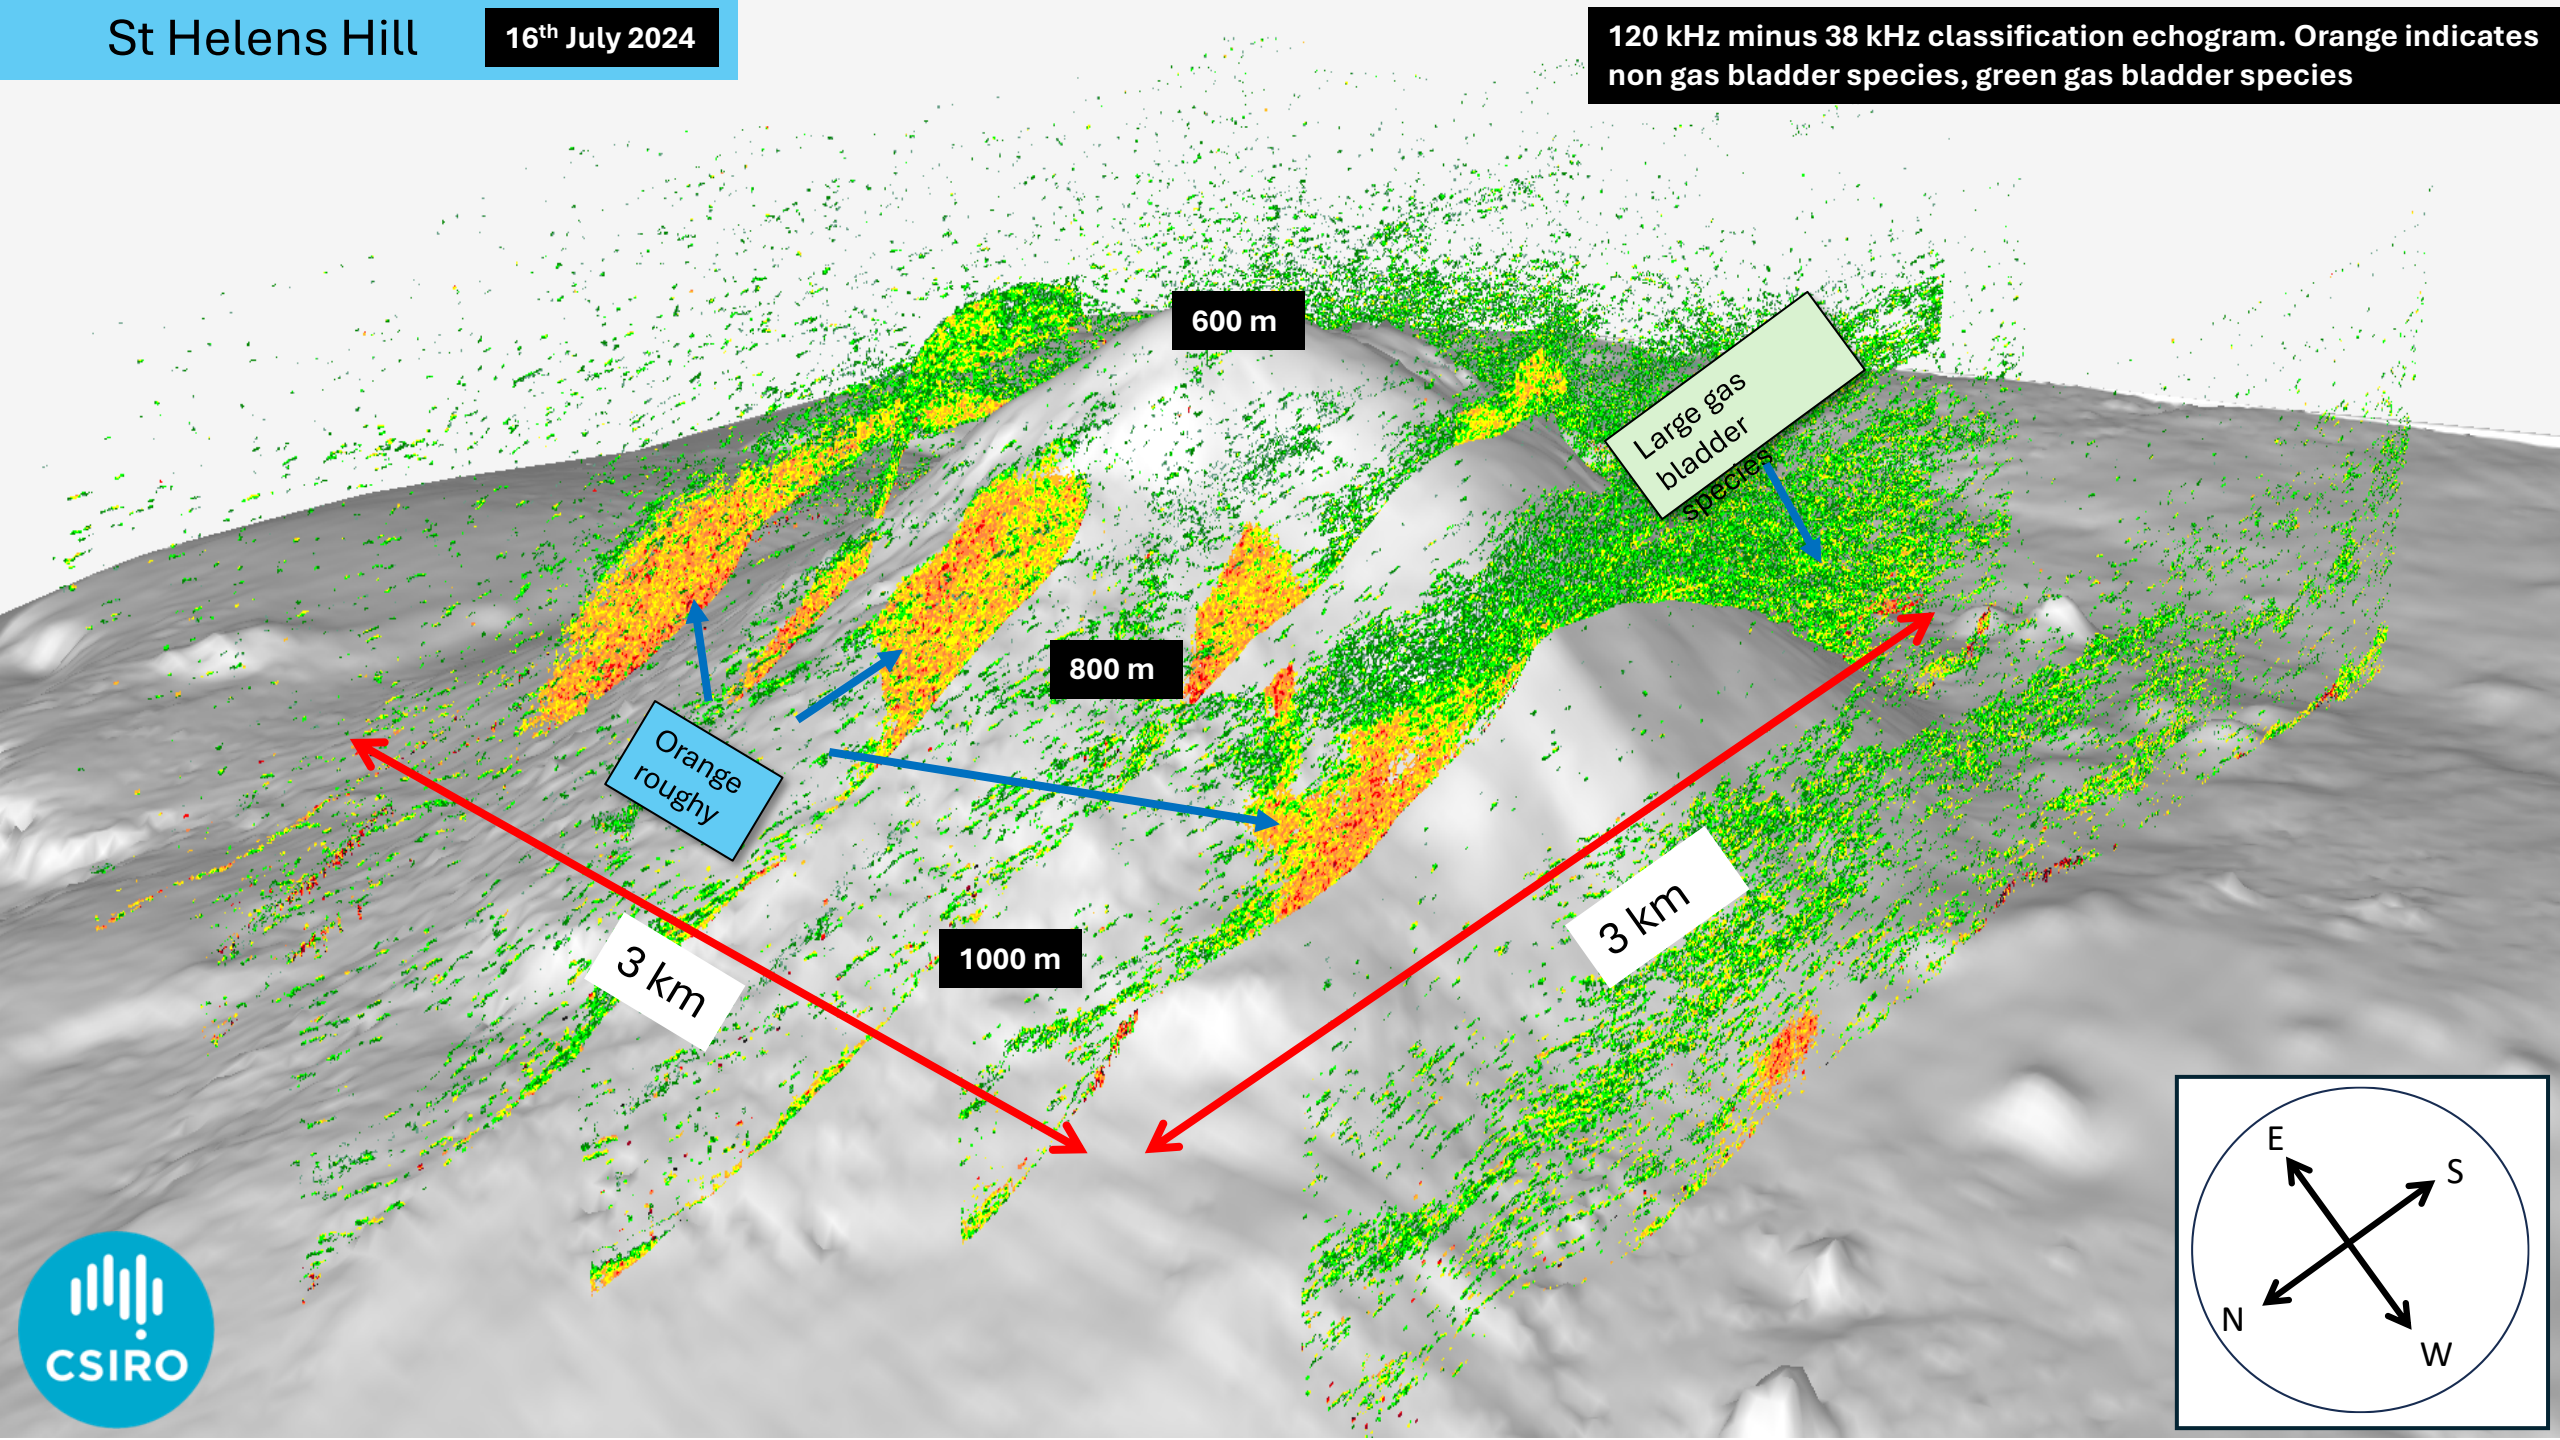 St Helens Hill
16th July 2024
120 kHz minus 38 kHz classification echogram. Orange indicates
non gas bladder species, green gas bladder species
600 m
Large gas
bladder
species
800 m
Orange
roughy
3 km
3 km
1000 m
E
S
N
W
CSIRO